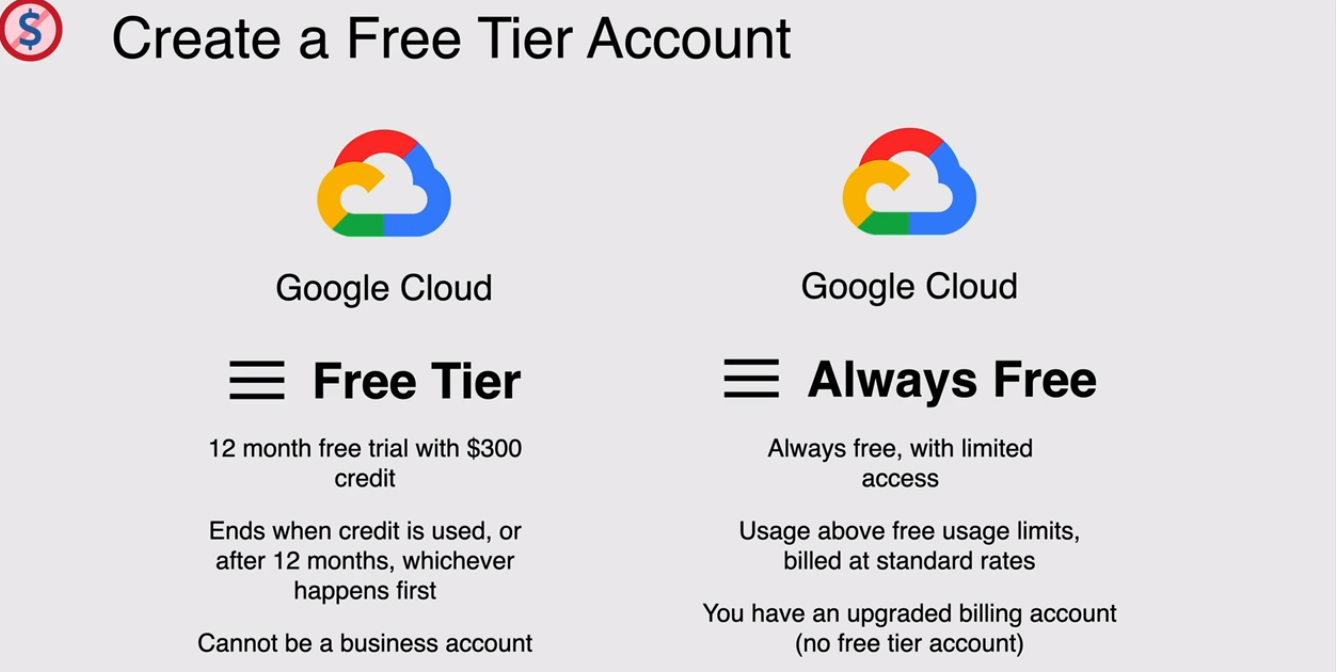 $
Create a Free Tier Account
Google Cloud
Free Tier
12 month free trial with $300
credit
Ends when credit is used, or
after 12 months, whichever
happens first
Cannot be a business account
Google Cloud
Always Free
Always free, with limited
access
Usage above free usage limits,
billed at standard rates
You have an upgraded billing account
(no free tier account)